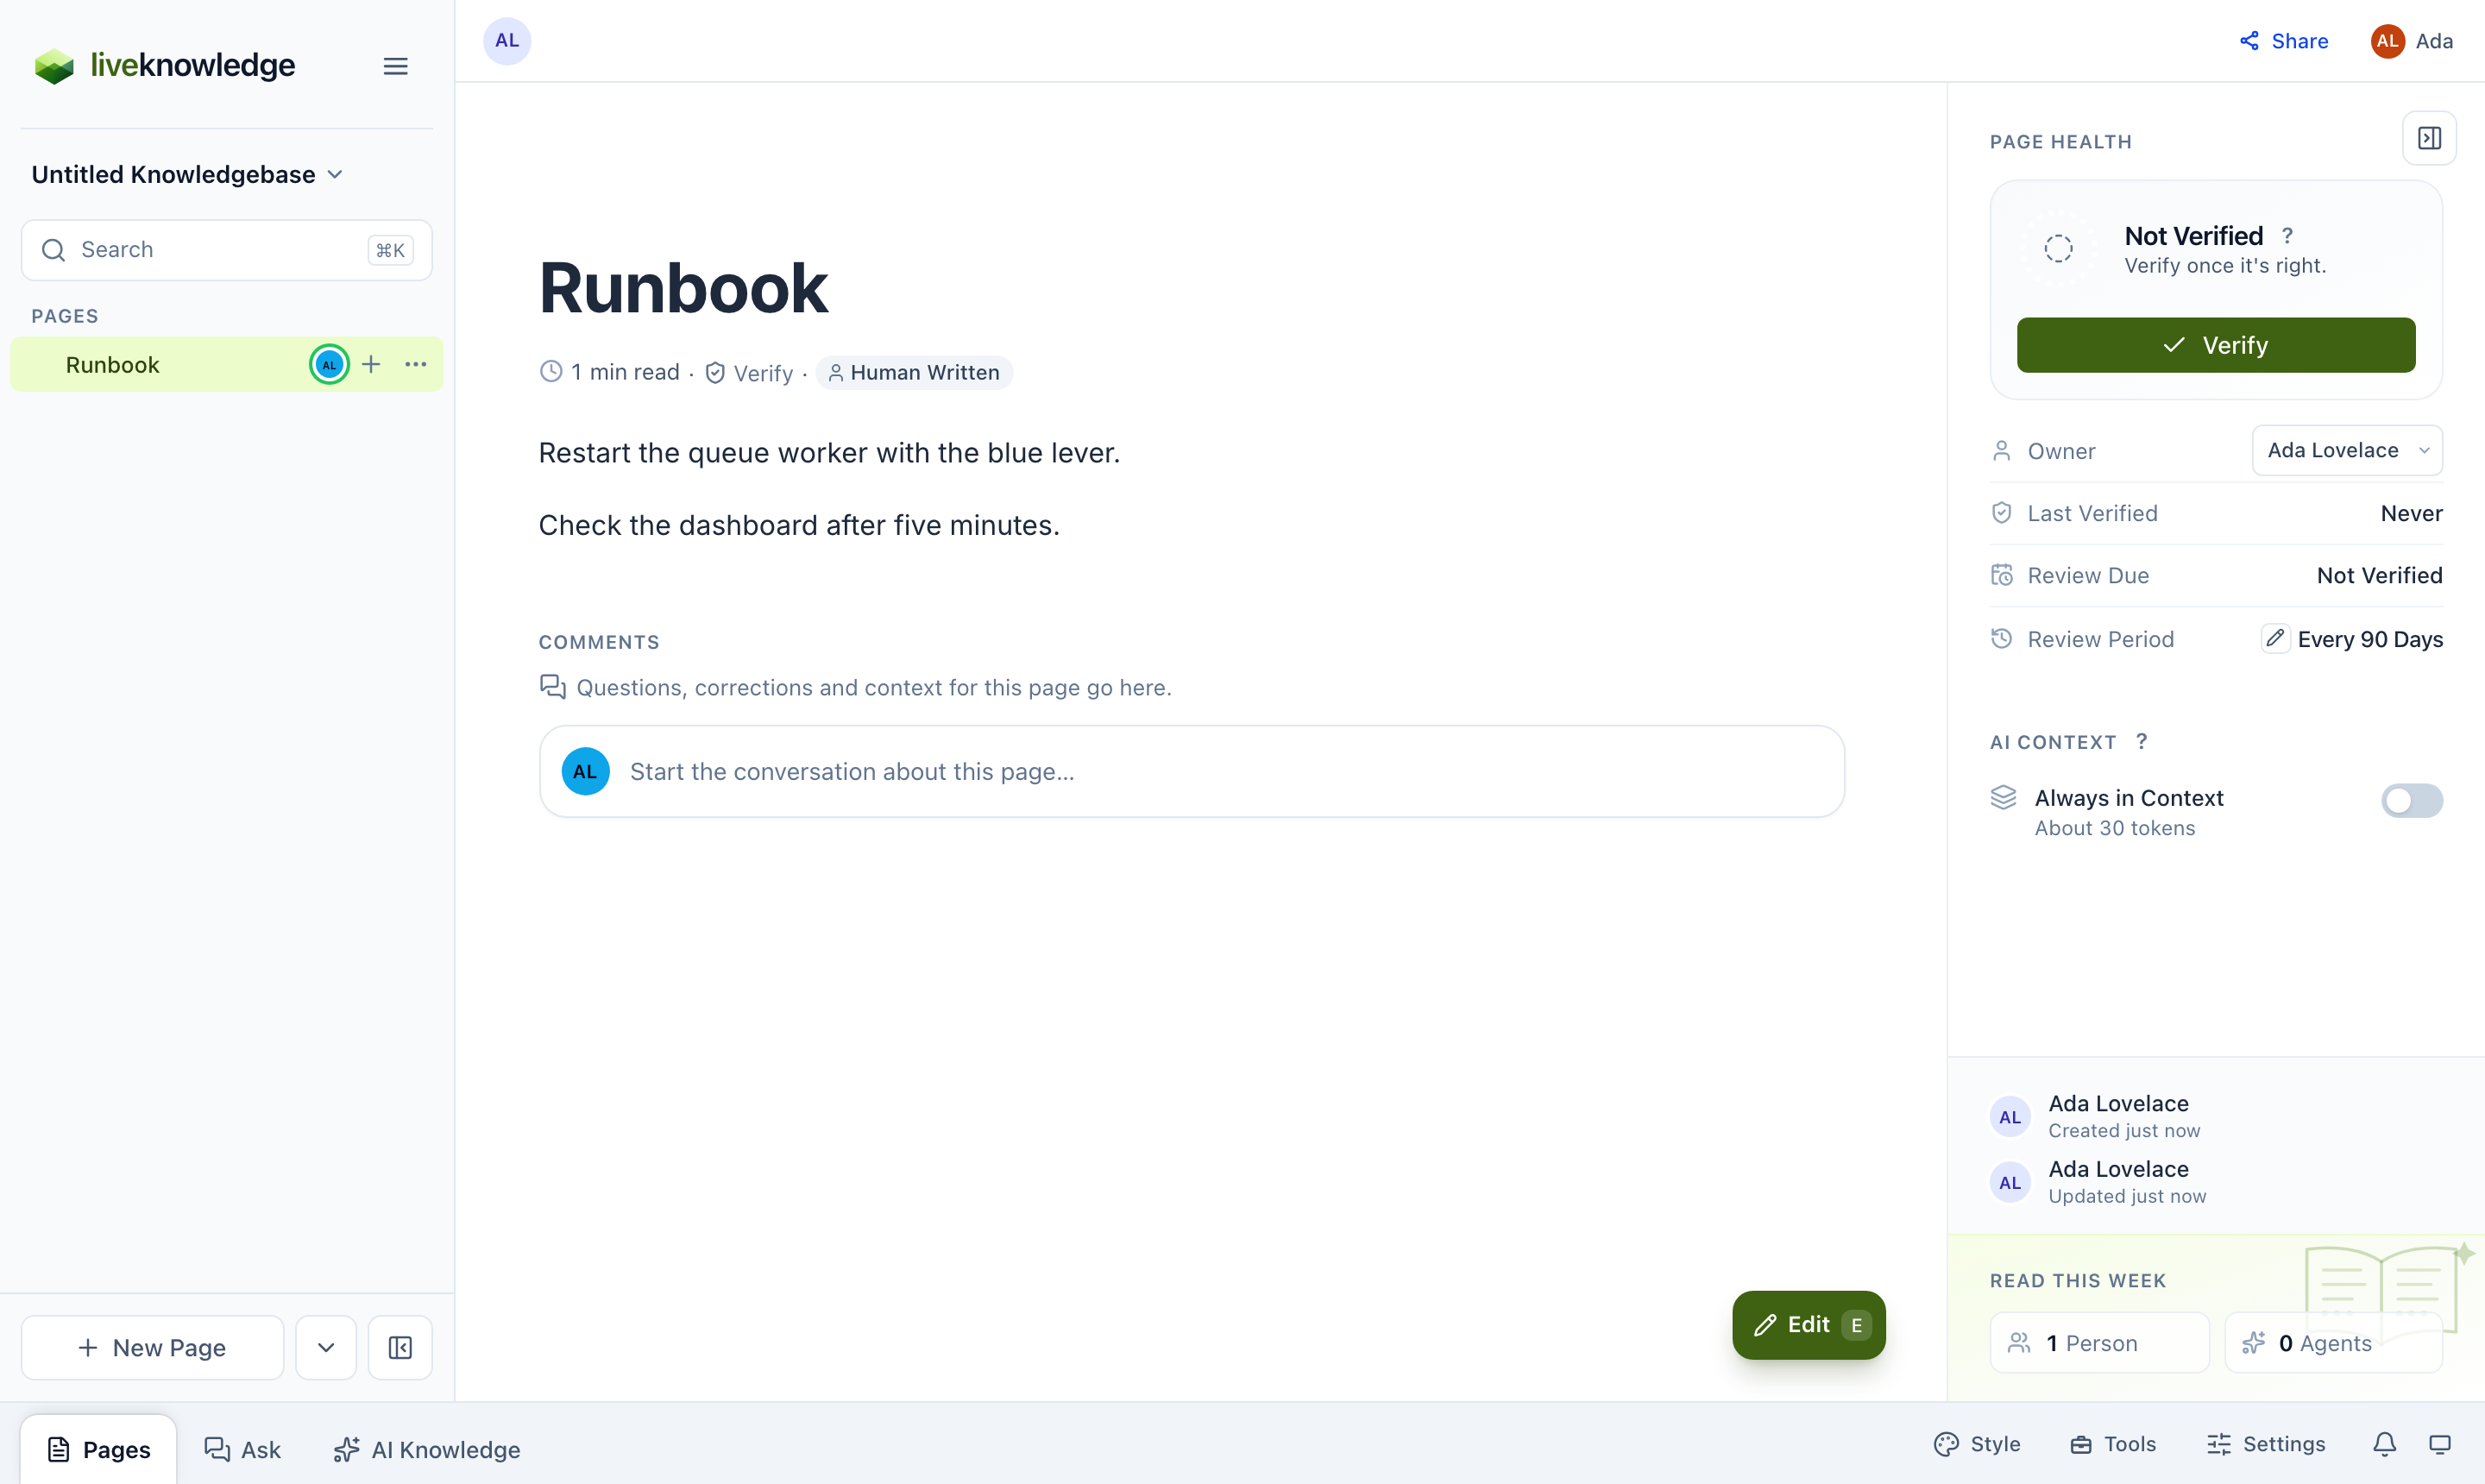 liveknowledge
Untitled Knowledgebase
Search ⌘K
PAGES
Runbook AL
New Page
AL
Share AL Ada
Runbook
1 min read · Verify · Human Written
Restart the queue worker with the blue lever.
Check the dashboard after five minutes.
COMMENTS
Questions, corrections and context for this page go here.
AL Start the conversation about this page...
Edit E
PAGE HEALTH
Not Verified ?
Verify once it's right.
Verify
Owner Ada Lovelace
Last Verified Never
Review Due Not Verified
Review Period Every 90 Days
AI CONTEXT ?
Always in Context
About 30 tokens
AL Ada Lovelace
Created just now
AL Ada Lovelace
Updated just now
READ THIS WEEK
1 Person 0 Agents
Pages Ask AI Knowledge
Style Tools Settings